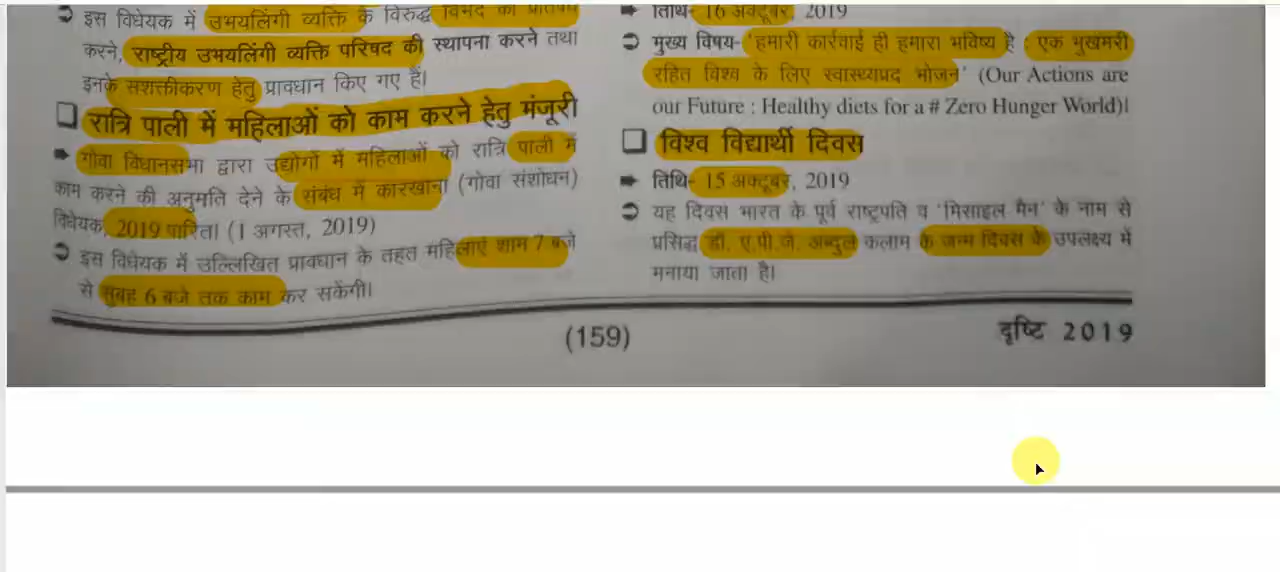 इस विधेयक में उभयलिंगी व्यक्ति के विरुद्ध विभेद का प्रतिषेध
करने, राष्ट्रीय उभयलिंगी व्यक्ति परिषद की स्थापना करने तथा
इनके सशक्तीकरण हेतु प्रावधान किए गए हैं।
रात्रि पाली में महिलाओं को काम करने हेतु मंजूरी
गोवा विधानसभा द्वारा उद्योगों में महिलाओं को रात्रि पाली में
काम करने की अनुमति देने के संबंध में कारखाना (गोवा संशोधन)
विधेयक, 2019 पारित। (1 अगस्त, 2019)
इस विधेयक में उल्लिखित प्रावधान के तहत महिलाएं शाम 7 बजे
से सुबह 6 बजे तक काम कर सकेंगी।
तिथि- 16 अक्टूबर, 2019
मुख्य विषय- 'हमारी कार्रवाई ही हमारा भविष्य है : एक भुखमरी
रहित विश्व के लिए स्वास्थ्यप्रद भोजन' (Our Actions are
our Future : Healthy diets for a # Zero Hunger World)।
विश्व विद्यार्थी दिवस
तिथि- 15 अक्टूबर, 2019
यह दिवस भारत के पूर्व राष्ट्रपति व 'मिसाइल मैन' के नाम से
प्रसिद्ध डॉ. ए.पी.जे. अब्दुल कलाम के जन्म दिवस के उपलक्ष्य में
मनाया जाता है।
(159)
दृष्टि 2019